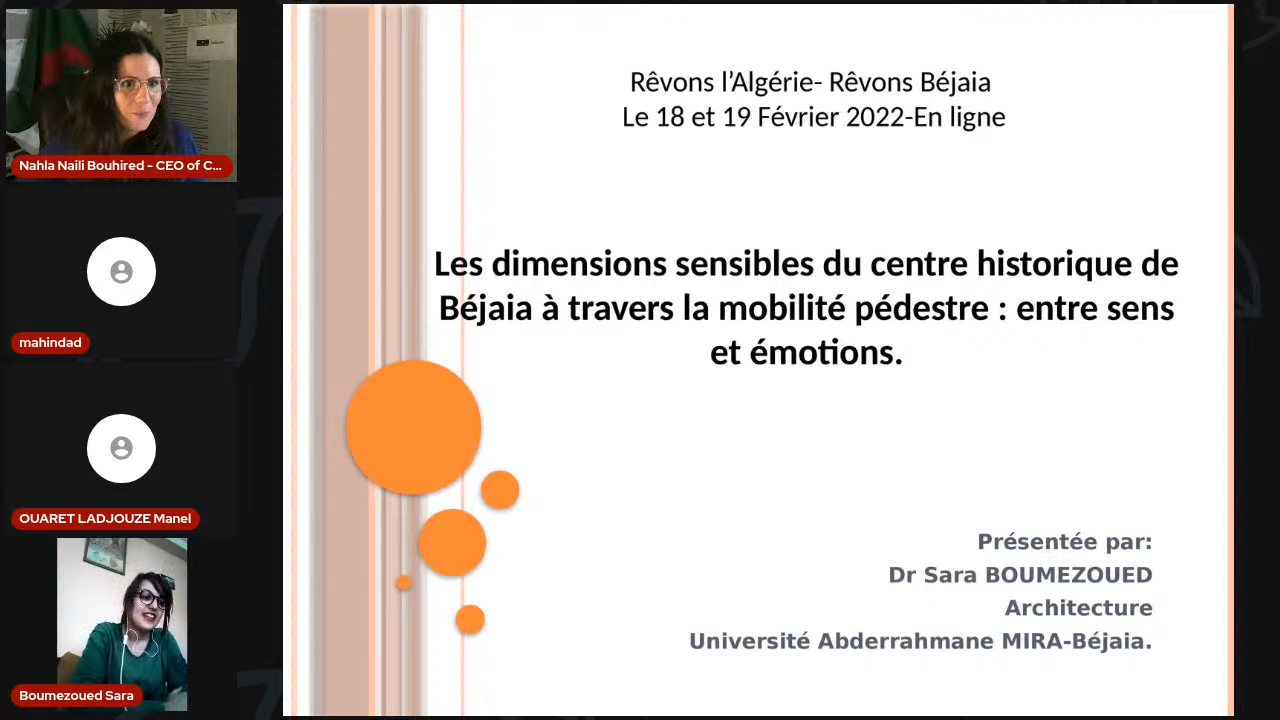 Nahla Naili Bouhired - CEO of C...
mahindad
OUARET LADJOUZE Manel
Boumezoued Sara
Rêvons l’Algérie- Rêvons Béjaia
Le 18 et 19 Février 2022-En ligne
Les dimensions sensibles du centre historique de
Béjaia à travers la mobilité pédestre : entre sens
et émotions.
Présentée par:
Dr Sara BOUMEZOUED
Architecture
Université Abderrahmane MIRA-Béjaia.